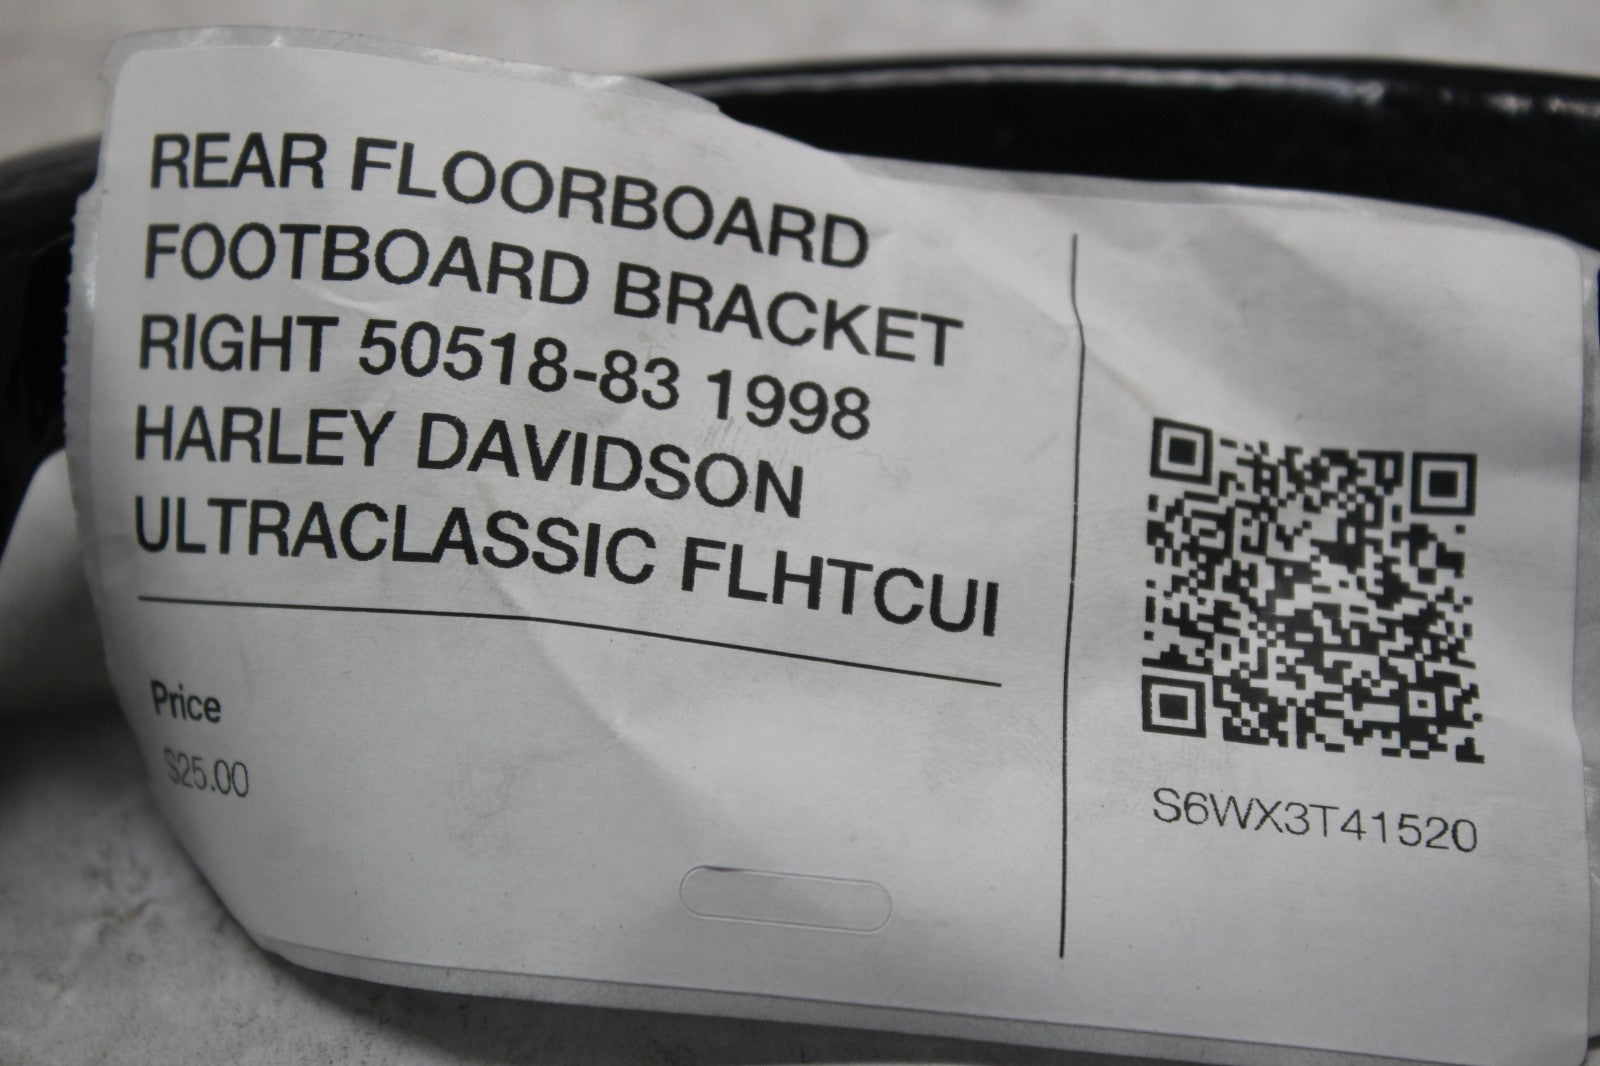 REAR FLOORBOARD
FOOTBOARD BRACKET
RIGHT 50518-83 1998
HARLEY DAVIDSON
ULTRACLASSIC FLHTCUI
Price
$25.00
S6WX3T41520